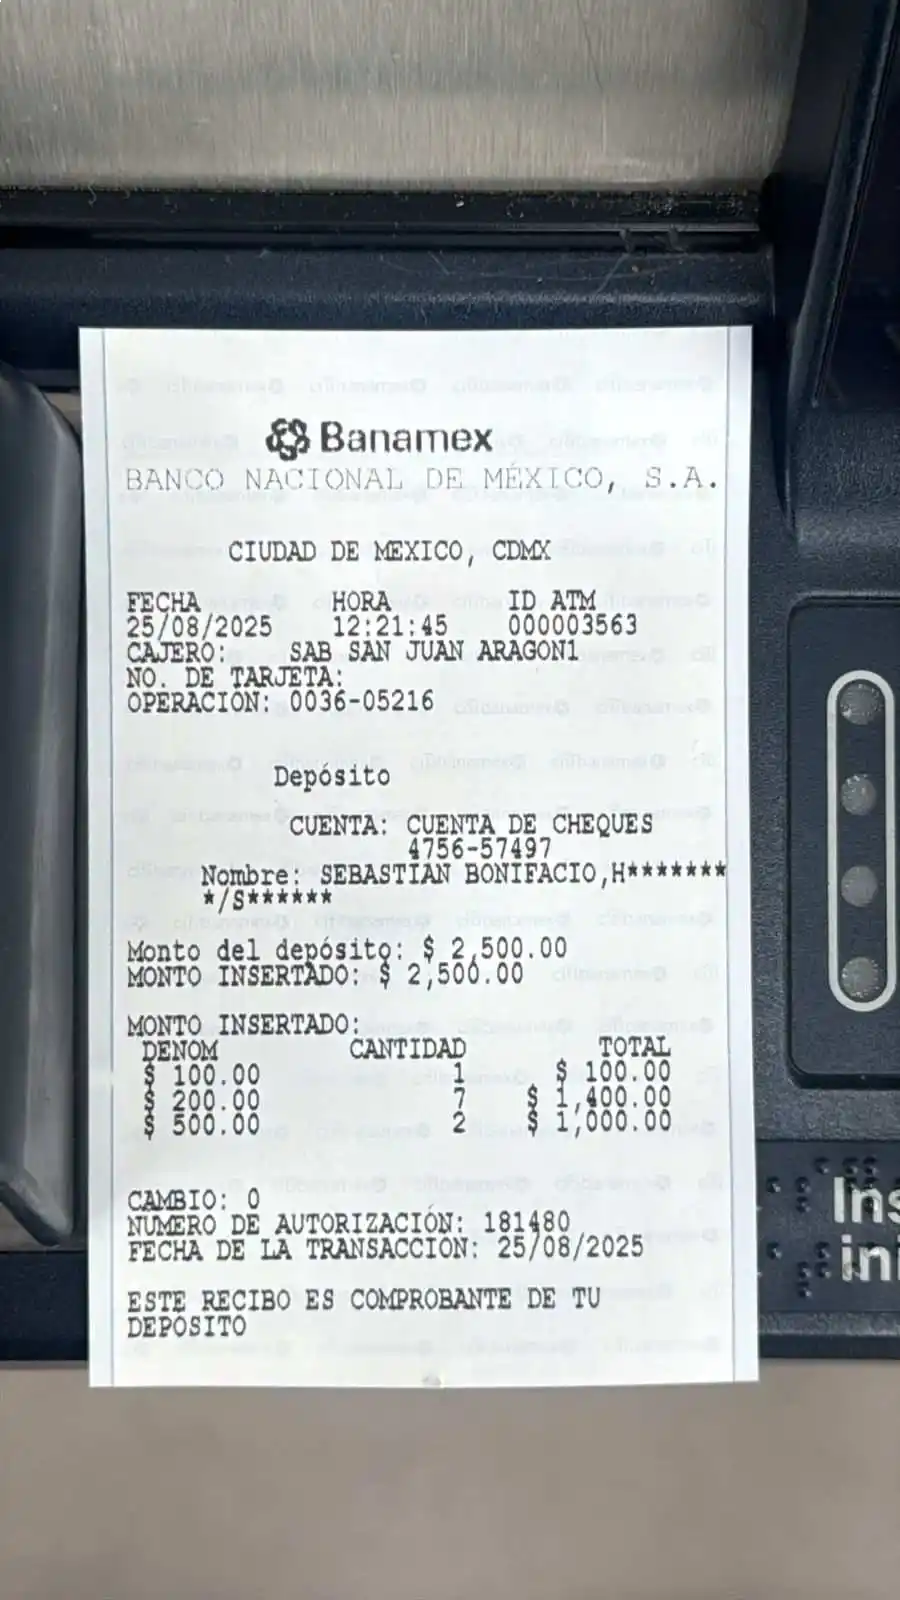 Banamex
BANCO NACIONAL DE MÉXICO, S.A.
CIUDAD DE MEXICO, CDMX
FECHA HORA ID ATM
25/08/2025 12:21:45 000003563
CAJERO: SAB SAN JUAN ARAGON1
NO. DE TARJETA:
OPERACION: 0036-05216
Depósito
CUENTA: CUENTA DE CHEQUES
4756-57497
Nombre: SEBASTIAN BONIFACIO,H*******
*/S******
Monto del depósito: $ 2,500.00
MONTO INSERTADO: $ 2,500.00
MONTO INSERTADO:
DENOM CANTIDAD TOTAL
$ 100.00 1 $ 100.00
$ 200.00 7 $ 1,400.00
$ 500.00 2 $ 1,000.00
CAMBIO: 0
NUMERO DE AUTORIZACIÓN: 181480
FECHA DE LA TRANSACCIÓN: 25/08/2025
ESTE RECIBO ES COMPROBANTE DE TU
DEPÓSITO